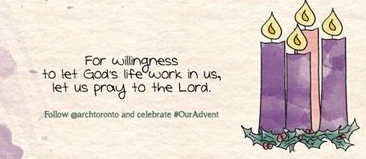 For willingness
to let God's life work in us,
let us pray to the Lord.
Follow @archtoronto and celebrate #OurAdvent